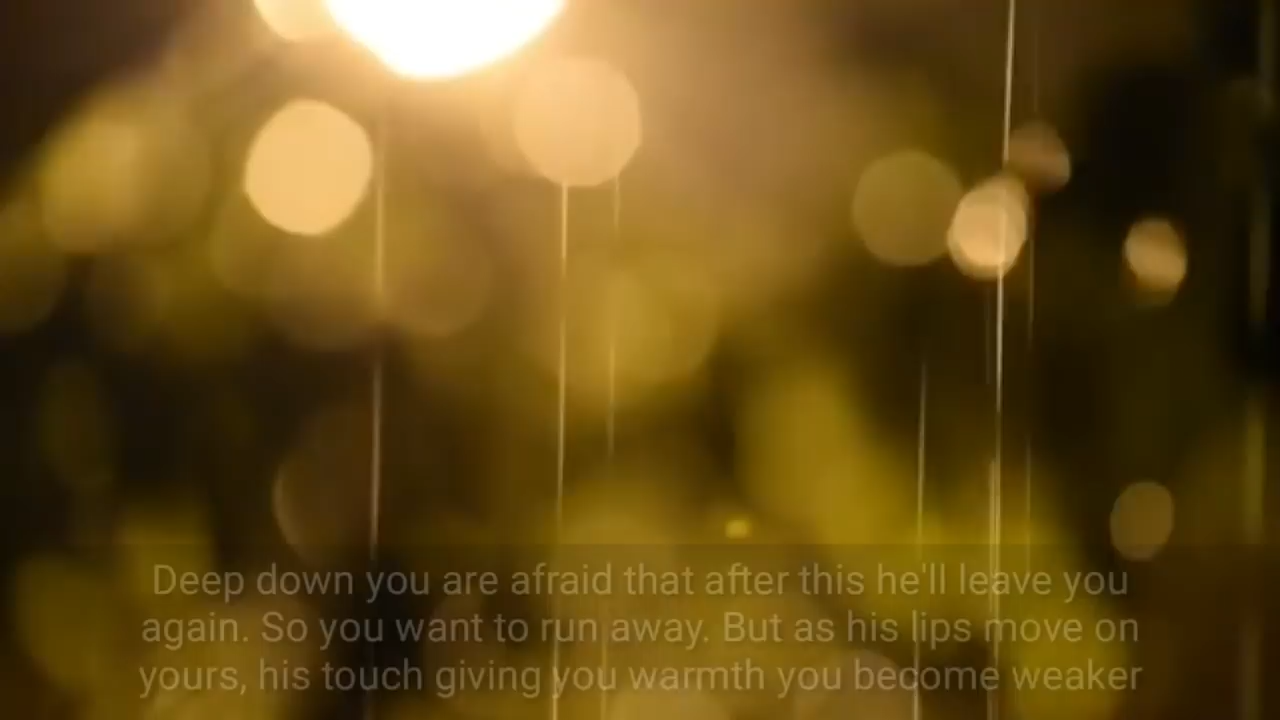 Deep down you are afraid that after this he'll leave you
again. So you want to run away. But as his lips move on
yours, his touch giving you warmth you become weaker